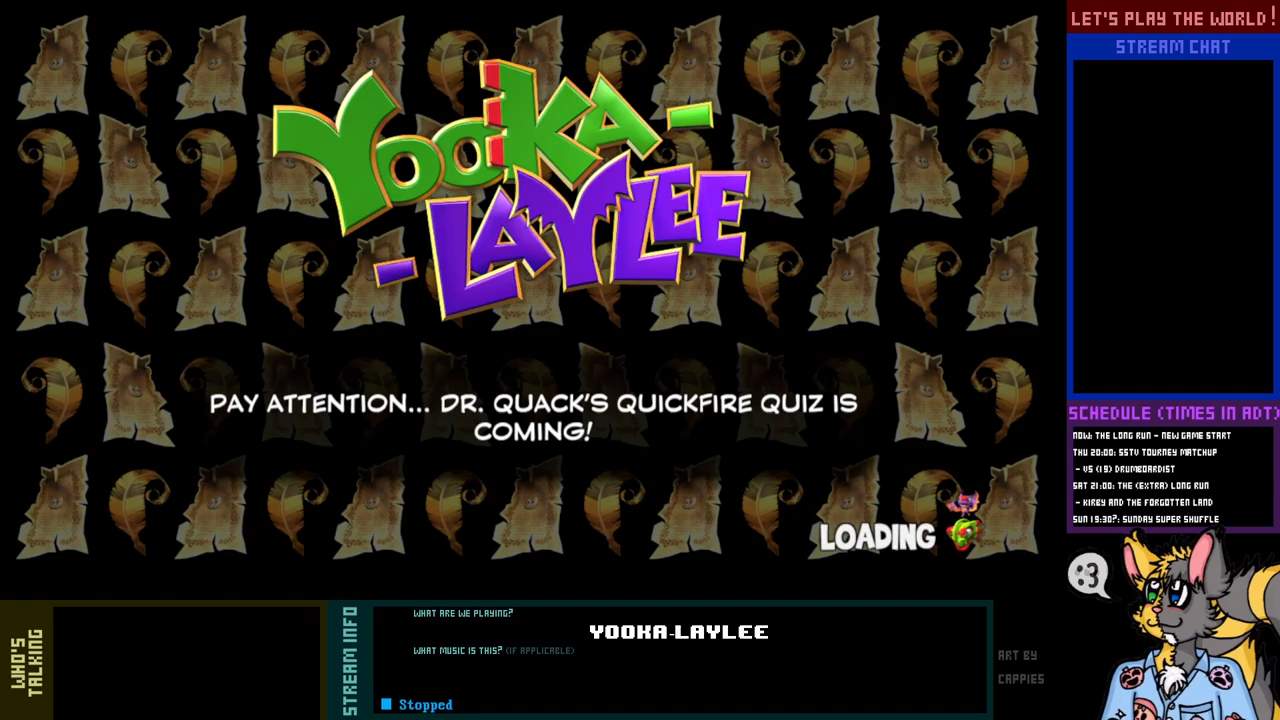 YOOKA-
-LAYLEE
PAY ATTENTION... DR. QUACK'S QUICKFIRE QUIZ IS
COMING!
LOADING
LET'S PLAY THE WORLD!
STREAM CHAT
SCHEDULE (TIMES IN ADT)
NOW: THE LONG RUN - NEW GAME START
THU 20:00: SSTV TOURNEY MATCHUP
- VS (19) DRUMBOARDIST
SAT 21:00: THE (EXTRA) LONG RUN
- KIRBY AND THE FORGOTTEN LAND
SUN 19:30?: SUNDAY SUPER SHUFFLE
:3
WHO'S
TALKING
STREAM INFO
WHAT ARE WE PLAYING?
YOOKA-LAYLEE
WHAT MUSIC IS THIS? (IF APPLICABLE)
Stopped
ART BY
CAPPIES